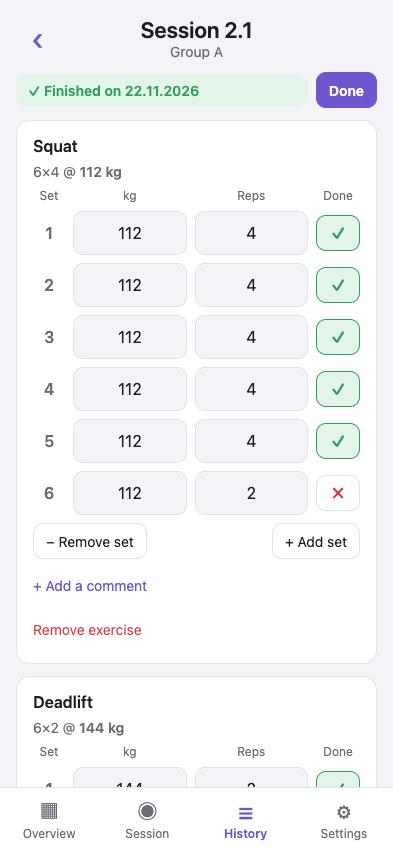 Session 2.1
Group A
✓ Finished on 22.11.2026
Done
Squat
6×4 @ 112 kg
Set kg Reps Done
1 112 4 ✓
2 112 4 ✓
3 112 4 ✓
4 112 4 ✓
5 112 4 ✓
6 112 2 ✕
− Remove set + Add set
+ Add a comment
Remove exercise
Deadlift
6×2 @ 144 kg
Set kg Reps Done
1 144 2 ✓
Overview Session History Settings